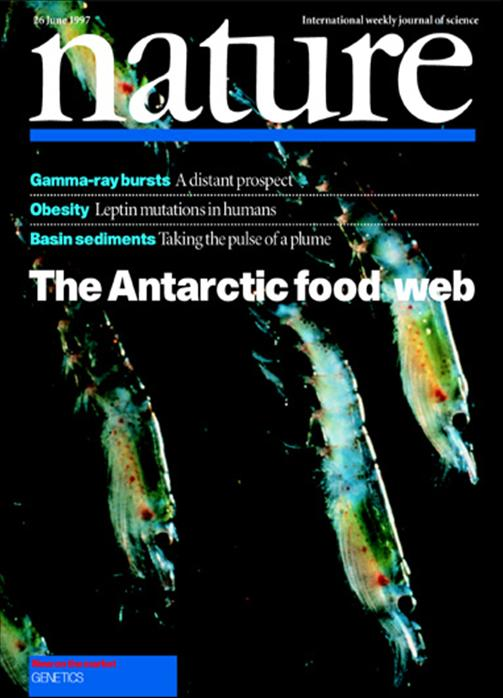 26 June 1997
International weekly journal of science
nature
Gamma-ray bursts A distant prospect
Obesity Leptin mutations in humans
Basin sediments Taking the pulse of a plume
The Antarctic food web
New on the market
GENETICS